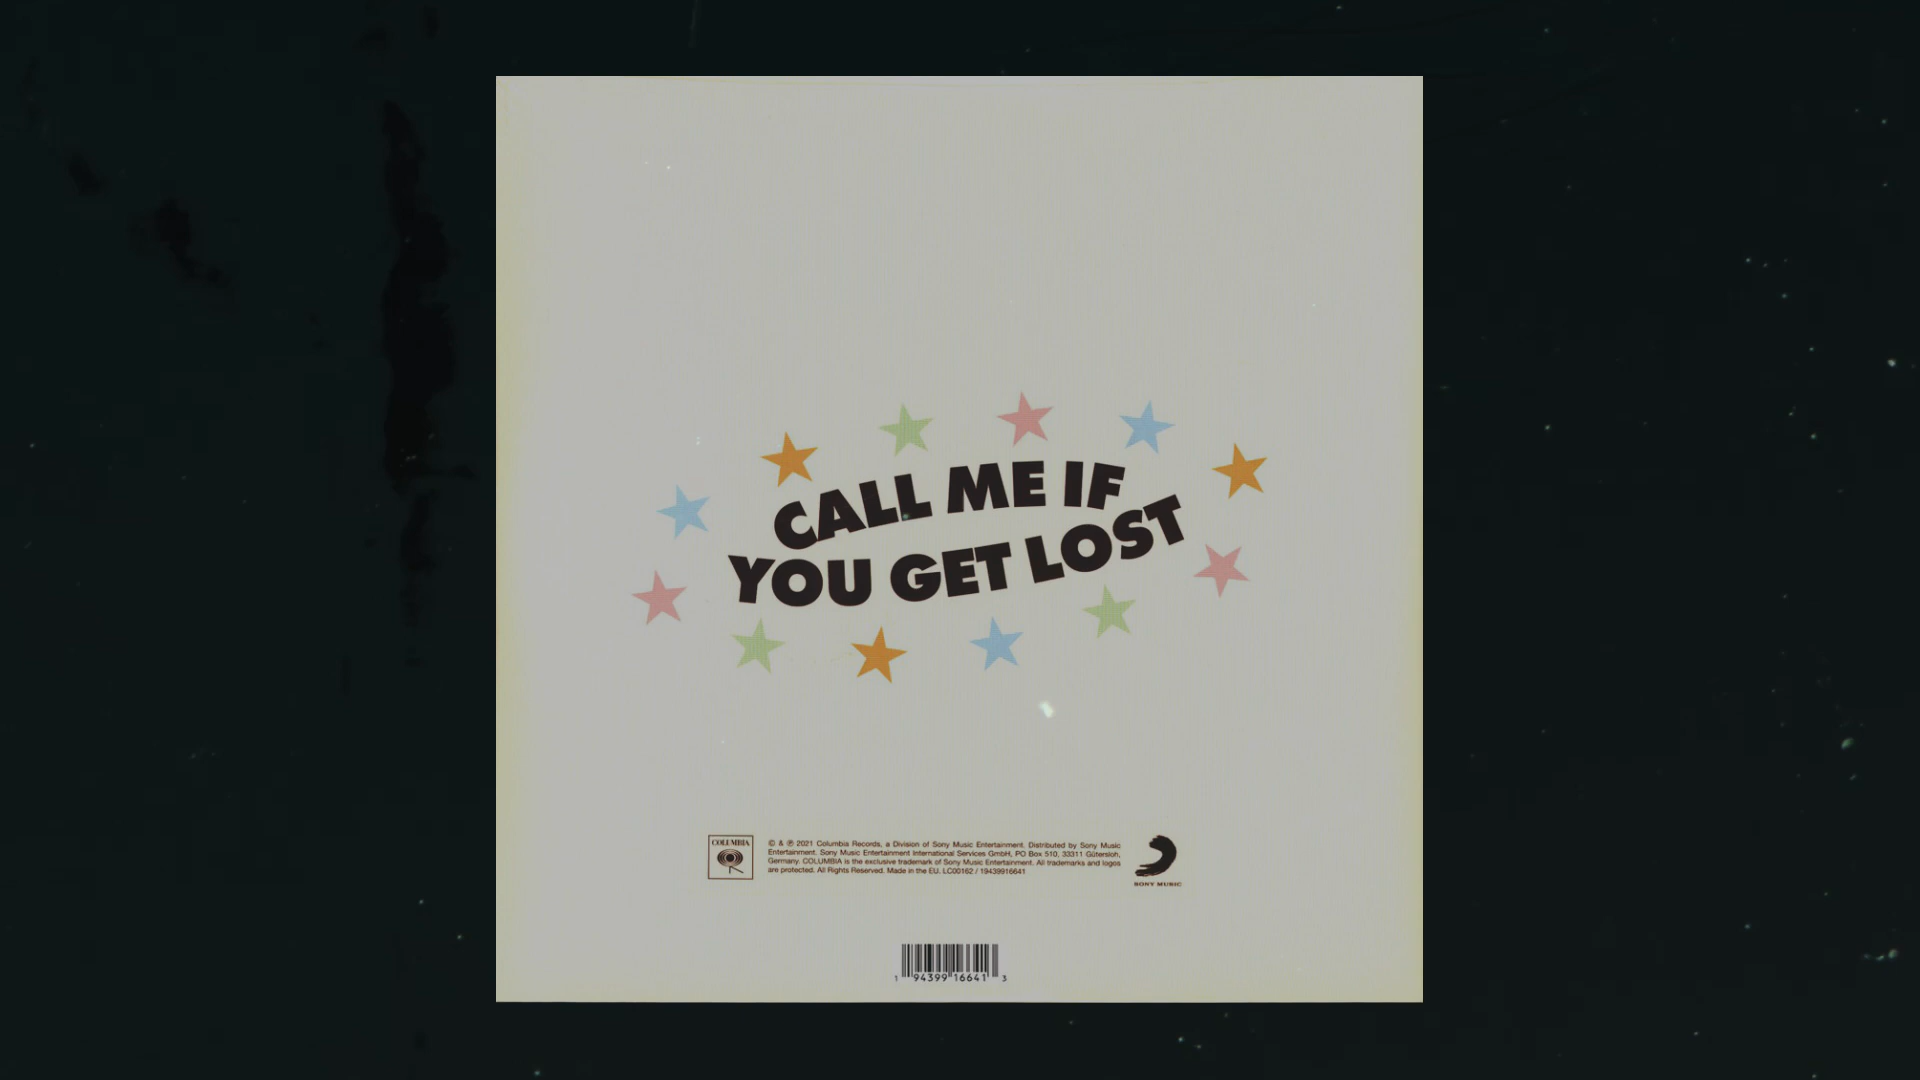 CALL ME IF
YOU GET LOST
COLUMBIA
© & ℗ 2021 Columbia Records, a Division of Sony Music Entertainment. Distributed by Sony Music
Entertainment. Sony Music Entertainment International Services GmbH, PO Box 510, 33311 Gütersloh,
Germany. COLUMBIA is the exclusive trademark of Sony Music Entertainment. All trademarks and logos
are protected. All Rights Reserved. Made in the EU. LC00162 / 19439916641
SONY MUSIC
1 94399 16641 3